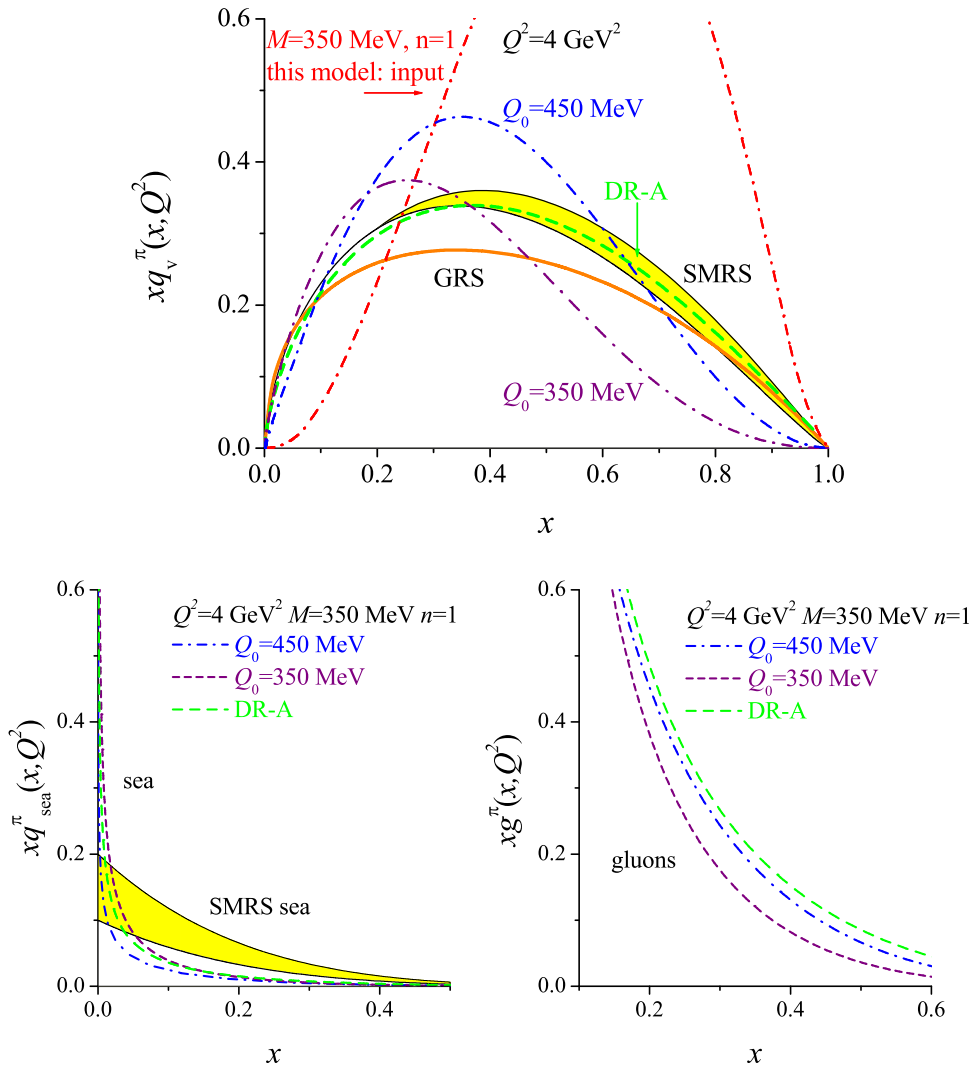 0.6
M=350 MeV, n=1
Q²=4 GeV²
this model: input
Q₀=450 MeV
0.4
DR-A
xqᵥ^π(x,Q²)
GRS
SMRS
0.2
Q₀=350 MeV
0.0
0.0 0.2 0.4 0.6 0.8 1.0
x
0.6
Q²=4 GeV² M=350 MeV n=1
Q₀=450 MeV
Q₀=350 MeV
DR-A
0.4
xq^π_sea(x,Q²)
sea
0.2
SMRS sea
0.0
0.0 0.2 0.4
x
0.6
Q²=4 GeV² M=350 MeV n=1
Q₀=450 MeV
Q₀=350 MeV
DR-A
0.4
xg^π(x,Q²)
0.2
gluons
0.0
0.2 0.4 0.6
x